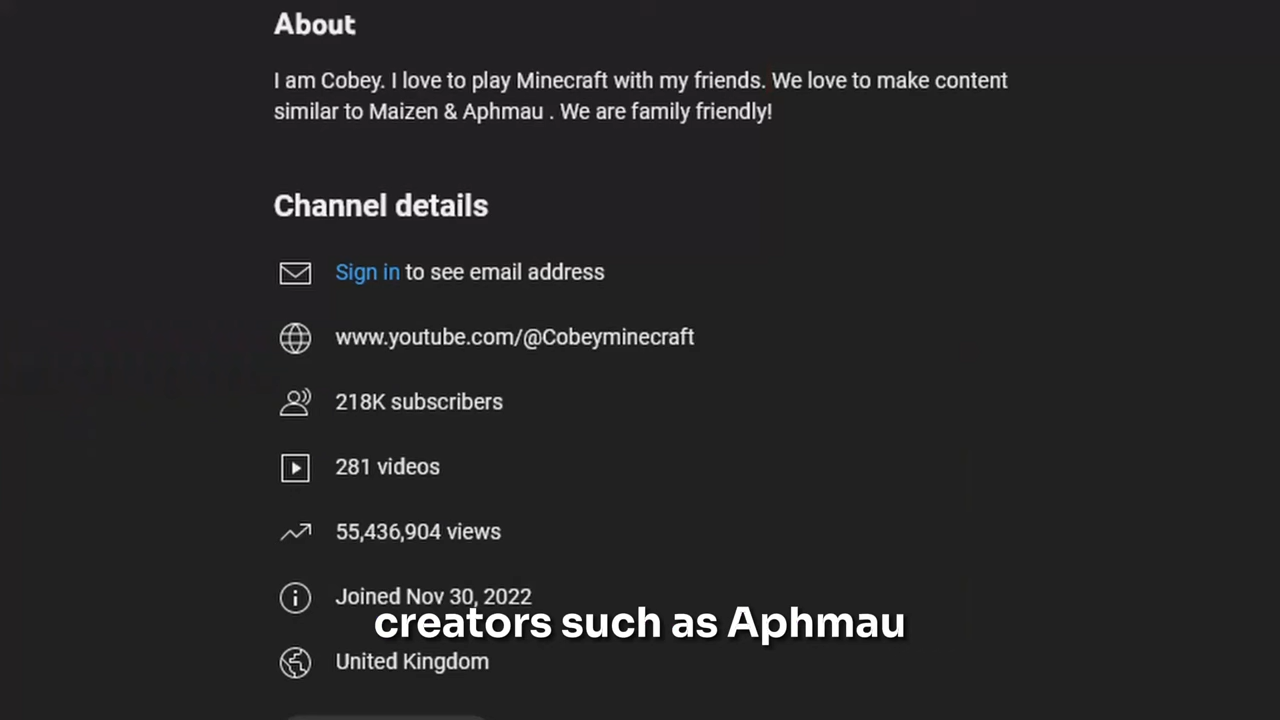 About
I am Cobey. I love to play Minecraft with my friends. We love to make content
similar to Maizen & Aphmau . We are family friendly!
Channel details
Sign in to see email address
www.youtube.com/@Cobeyminecraft
218K subscribers
281 videos
55,436,904 views
Joined Nov 30, 2022
creators such as Aphmau
United Kingdom